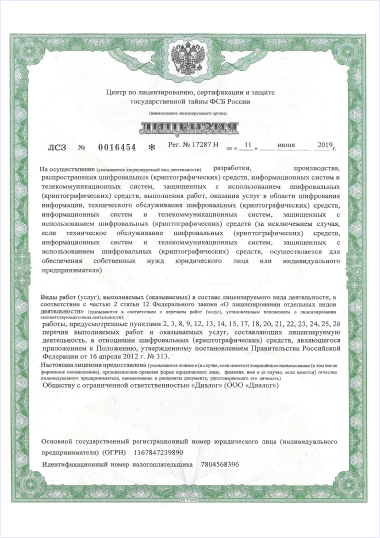 Центр по лицензированию, сертификации и защите
государственной тайны ФСБ России
(наименование лицензирующего органа)
ЛИЦЕНЗИЯ
ЛСЗ № 0016454 * Рег. № 17287 Н от « 11 » июня 2019 г.
На осуществление (указывается лицензируемый вид деятельности) разработки, производства,
распространения шифровальных (криптографических) средств, информационных систем и
телекоммуникационных систем, защищенных с использованием шифровальных
(криптографических) средств, выполнения работ, оказания услуг в области шифрования
информации, технического обслуживания шифровальных (криптографических) средств,
информационных систем и телекоммуникационных систем, защищенных с
использованием шифровальных (криптографических) средств (за исключением случая,
если техническое обслуживание шифровальных (криптографических) средств,
информационных систем и телекоммуникационных систем, защищенных с
использованием шифровальных (криптографических) средств, осуществляется для
обеспечения собственных нужд юридического лица или индивидуального
предпринимателя)
Виды работ (услуг), выполняемых (оказываемых) в составе лицензируемого вида деятельности, в
соответствии с частью 2 статьи 12 Федерального закона «О лицензировании отдельных видов
деятельности» (указываются в соответствии с перечнем работ (услуг), установленным положением о лицензировании
соответствующего вида деятельности):
работы, предусмотренные пунктами 2, 3, 8, 9, 12, 13, 14, 15, 17, 18, 20, 21, 22, 23, 24, 25, 26
перечня выполняемых работ и оказываемых услуг, составляющих лицензируемую
деятельность, в отношении шифровальных (криптографических) средств, являющегося
приложением к Положению, утвержденному постановлением Правительства Российской
Федерации от 16 апреля 2012 г. № 313.
Настоящая лицензия предоставлена (указывается полное и (в случае, если имеется) сокращенное наименование (в том числе
фирменное наименование), организационно-правовая форма юридического лица, фамилия, имя и (в случае, если имеется) отчество
индивидуального предпринимателя, наименование и реквизиты документа, удостоверяющего его личность)
Обществу с ограниченной ответственностью «Диалог» (ООО «Диалог»)
Основной государственный регистрационный номер юридического лица (индивидуального
предпринимателя) (ОГРН) 1167847239890
Идентификационный номер налогоплательщика 7804568396